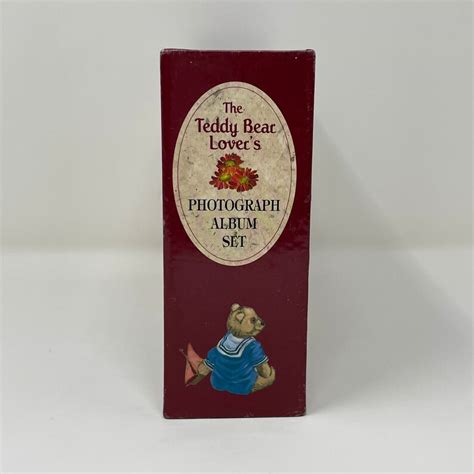 The
Teddy Bear
Lover's
PHOTOGRAPH
ALBUM
SET